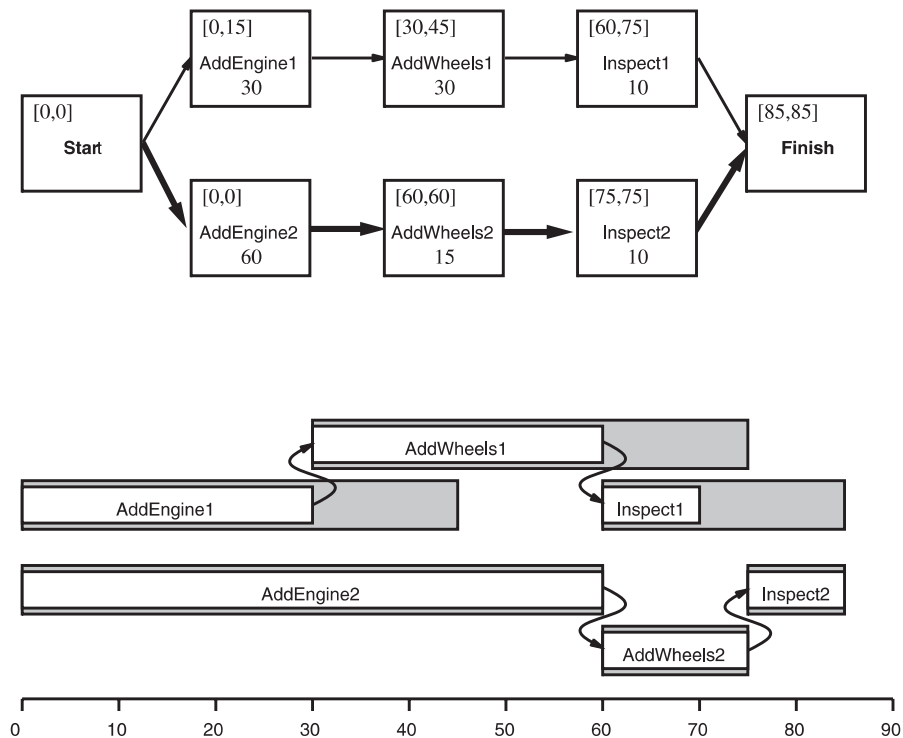 [0,15]
AddEngine1
30
[30,45]
AddWheels1
30
[60,75]
Inspect1
10
[0,0]
Start
[85,85]
Finish
[0,0]
AddEngine2
60
[60,60]
AddWheels2
15
[75,75]
Inspect2
10
AddWheels1
AddEngine1
Inspect1
AddEngine2
Inspect2
AddWheels2
0 10 20 30 40 50 60 70 80 90